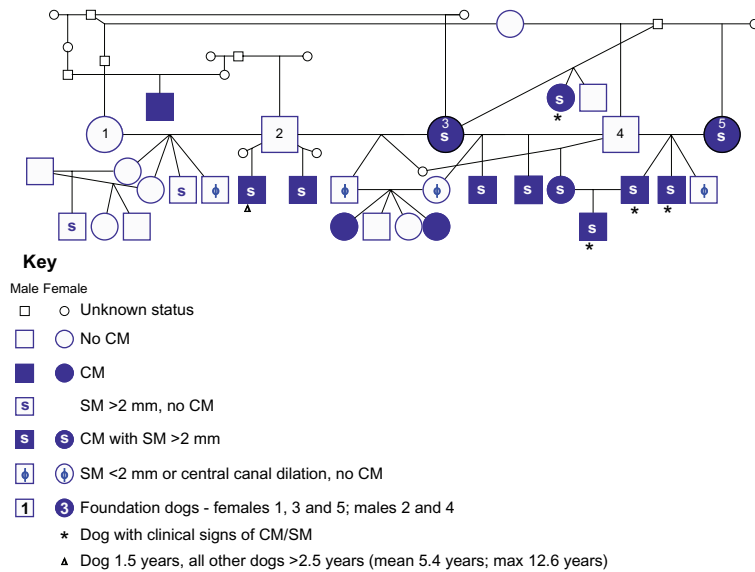 s
*
1
2
3
s
4
5
s
s
ϕ
s
▵
s
ϕ
ϕ
s
s
s
s
*
s
*
ϕ
s
s
*
Key
Male Female
Unknown status
No CM
CM
s SM >2 mm, no CM
s s CM with SM >2 mm
ϕ ϕ SM <2 mm or central canal dilation, no CM
1 3 Foundation dogs - females 1, 3 and 5; males 2 and 4
* Dog with clinical signs of CM/SM
▵ Dog 1.5 years, all other dogs >2.5 years (mean 5.4 years; max 12.6 years)